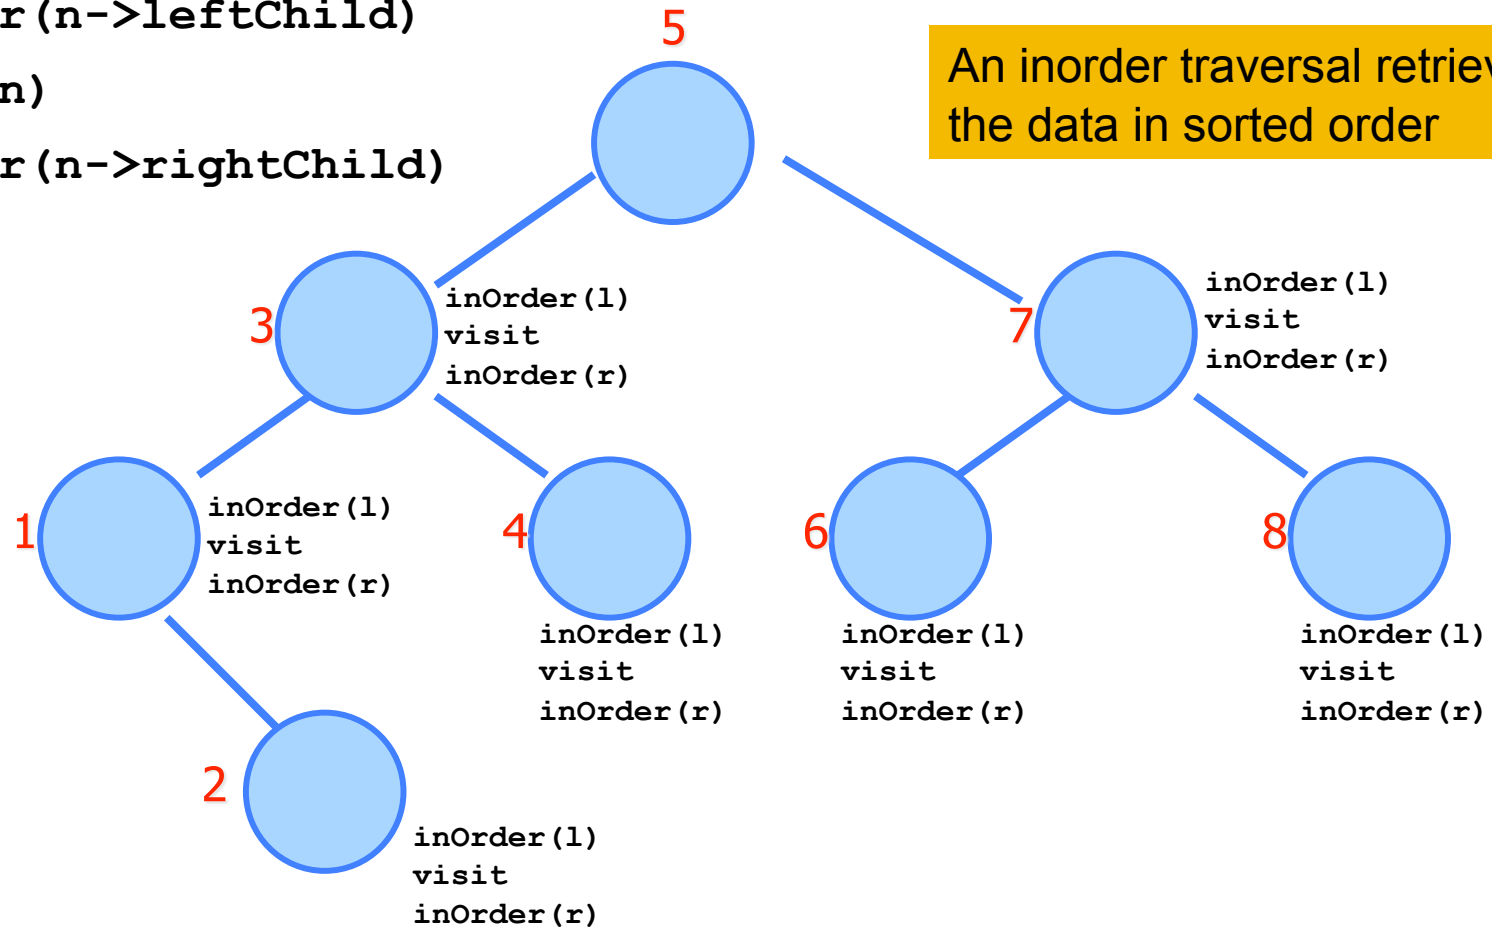 r(n->leftChild)
n)
r(n->rightChild)
5
An inorder traversal retriev
the data in sorted order
3
inOrder(l)
visit
inOrder(r)
7
inOrder(l)
visit
inOrder(r)
1
inOrder(l)
visit
inOrder(r)
4
inOrder(l)
visit
inOrder(r)
6
inOrder(l)
visit
inOrder(r)
8
inOrder(l)
visit
inOrder(r)
2
inOrder(l)
visit
inOrder(r)